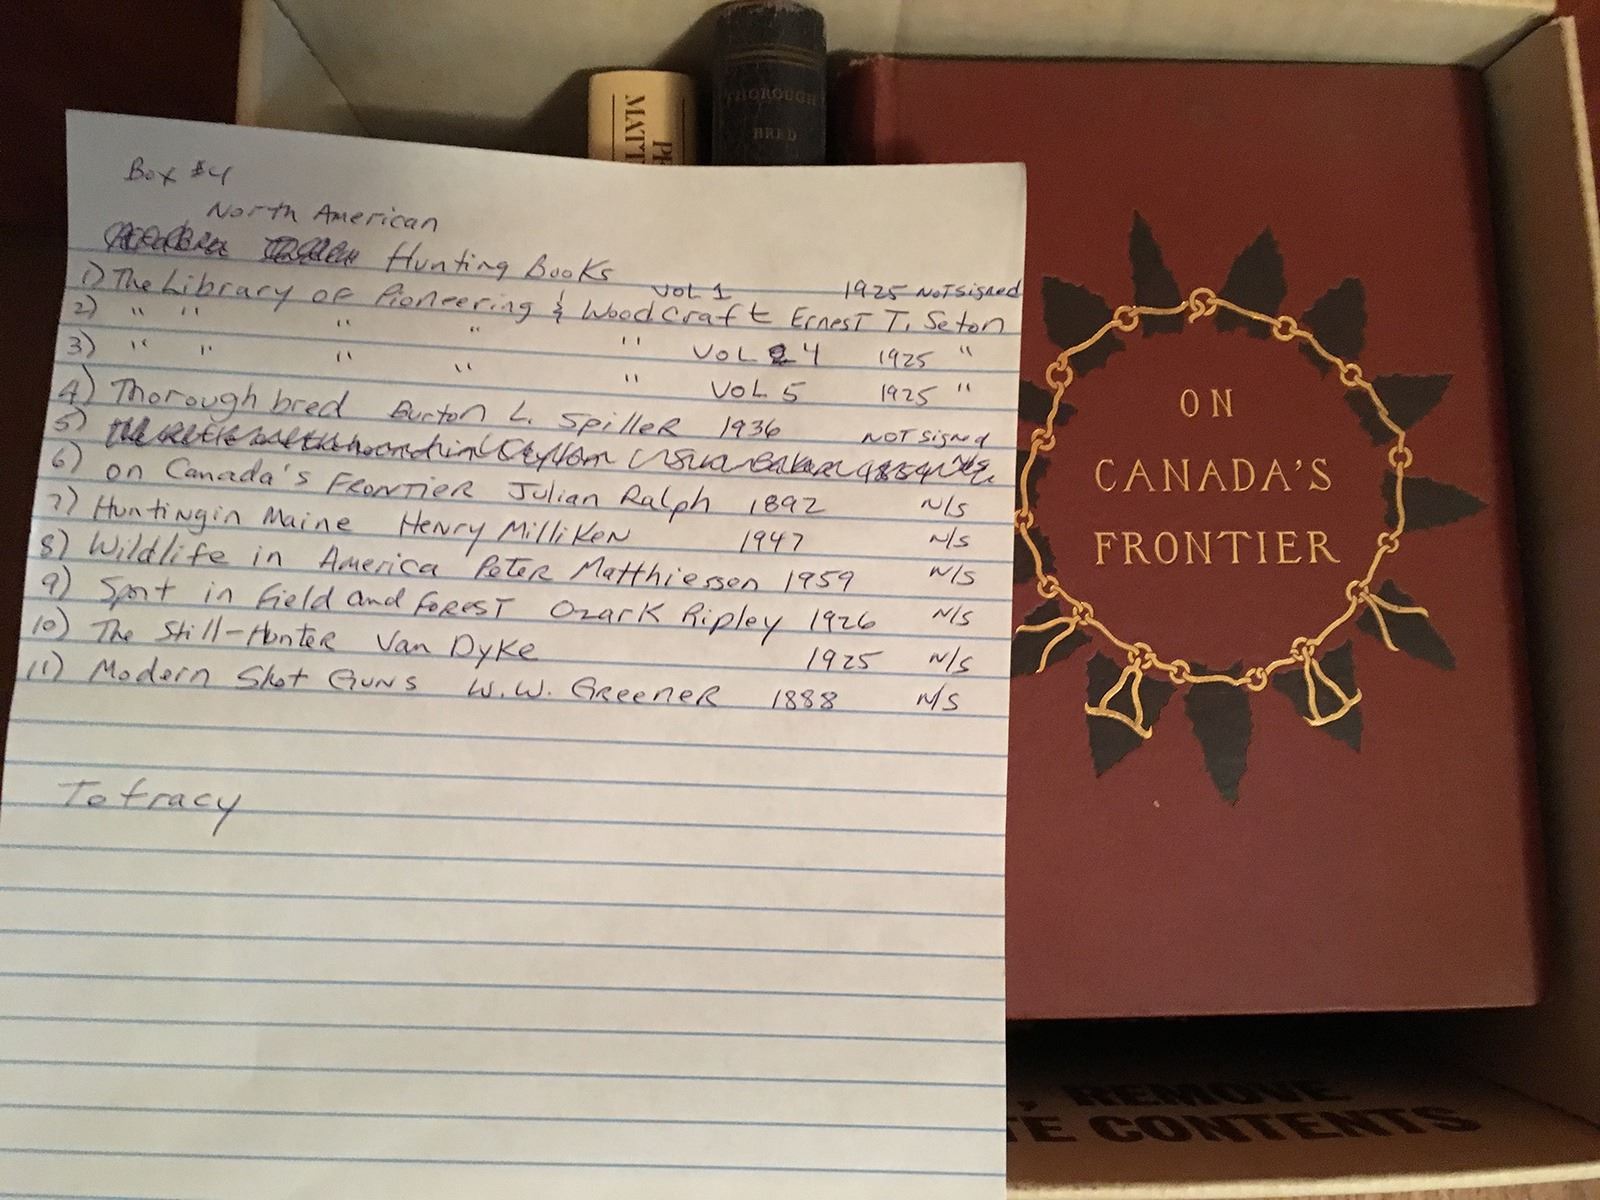 Box #4
North American
Hunting Books
1) The Library of Pioneering & Woodcraft Ernest T. Seton Vol 1 1925 Not signed
2) " " " " " Vol 4 1925 "
3) " " " " " Vol 5 1925 "
4) Thoroughbred Burton L. Spiller 1936 Not signed
5)
6) on Canada's Frontier Julian Ralph 1892 N/S
7) Huntingin Maine Henry Milliken 1947 N/S
8) Wildlife in America Peter Matthiessen 1959 N/S
9) Sport in Field and Forest Ozark Ripley 1926 N/S
10) The Still-Hunter Van Dyke 1925 N/S
11) Modern Shot Guns W.W. Greener 1888 N/S
THOROUGH
BRED
ON
CANADA'S
FRONTIER
REMOVE
CONTENTS